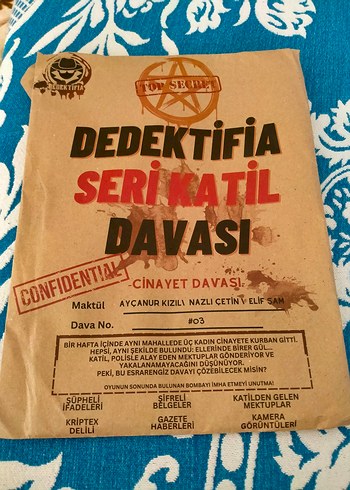 DEDEKTİFİA
TOP SECRET
DEDEKTİFİA
SERİ KATİL
DAVASI
CONFIDENTIAL
CİNAYET DAVASI
Maktül AYÇANUR KIZILI NAZLI ÇETİN V ELİF SAM
Dava No. #03
BİR HAFTA İÇİNDE AYNI MAHALLEDE ÜÇ KADIN CİNAYETE KURBAN GİTTİ.
HEPSİ, AYNI ŞEKİLDE BULUNDU: ELLERİNDE BİRER GÜL...
KATİL, POLİSLE ALAY EDEN MEKTUPLAR GÖNDERİYOR VE
YAKALANAMAYACAĞINI DÜŞÜNÜYOR.
PEKİ, BU ESRARENGİZ DAVAYI ÇÖZEBİLECEK MİSİN?
OYUNUN SONUNDA BULUNAN BOMBAYI İMHA ETMEYİ UNUTMA!
ŞÜPHELİ İFADELERİ
ŞİFRELİ BELGELER
KATİLDEN GELEN MEKTUPLAR
KRİPTEX DELİLİ
GAZETE HABERLERİ
KAMERA GÖRÜNTÜLERİ